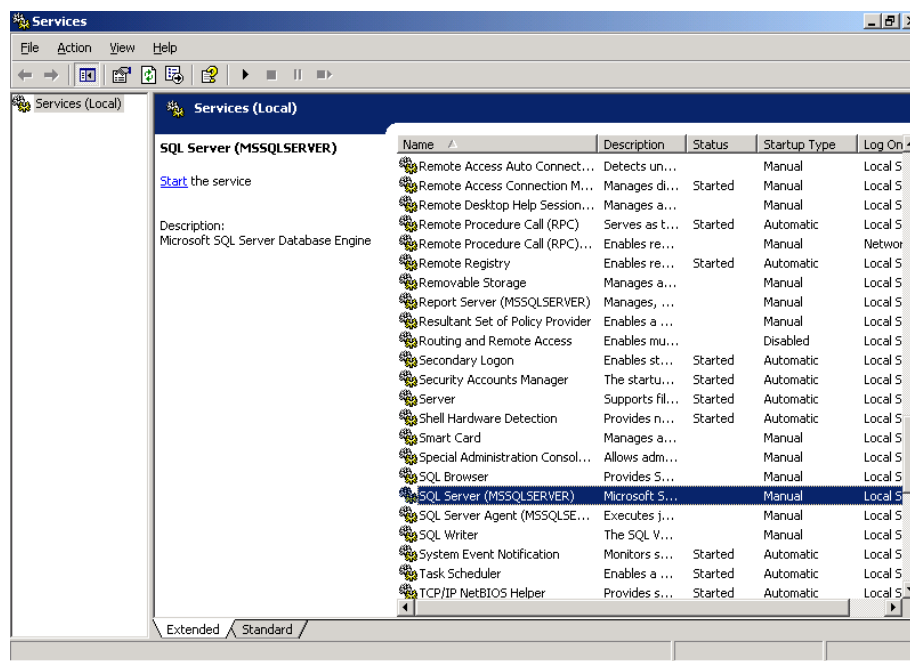 Services
File Action View Help
Services (Local)
Services (Local)
SQL Server (MSSQLSERVER)
Start the service
Description:
Microsoft SQL Server Database Engine
Name Description Status Startup Type Log On
Remote Access Auto Connect... Detects un... Manual Local S
Remote Access Connection M... Manages di... Started Manual Local S
Remote Desktop Help Session... Manages a... Manual Local S
Remote Procedure Call (RPC) Serves as t... Started Automatic Local S
Remote Procedure Call (RPC)... Enables re... Manual Networ
Remote Registry Enables re... Started Automatic Local S
Removable Storage Manages a... Manual Local S
Report Server (MSSQLSERVER) Manages, ... Manual Local S
Resultant Set of Policy Provider Enables a ... Manual Local S
Routing and Remote Access Enables mu... Disabled Local S
Secondary Logon Enables st... Started Automatic Local S
Security Accounts Manager The startu... Started Automatic Local S
Server Supports fil... Started Automatic Local S
Shell Hardware Detection Provides n... Started Automatic Local S
Smart Card Manages a... Manual Local S
Special Administration Consol... Allows adm... Manual Local S
SQL Browser Provides S... Manual Local S
SQL Server (MSSQLSERVER) Microsoft S... Manual Local S
SQL Server Agent (MSSQLSE... Executes j... Manual Local S
SQL Writer The SQL V... Manual Local S
System Event Notification Monitors s... Started Automatic Local S
Task Scheduler Enables a ... Started Automatic Local S
TCP/IP NetBIOS Helper Provides s... Started Automatic Local S
Extended Standard